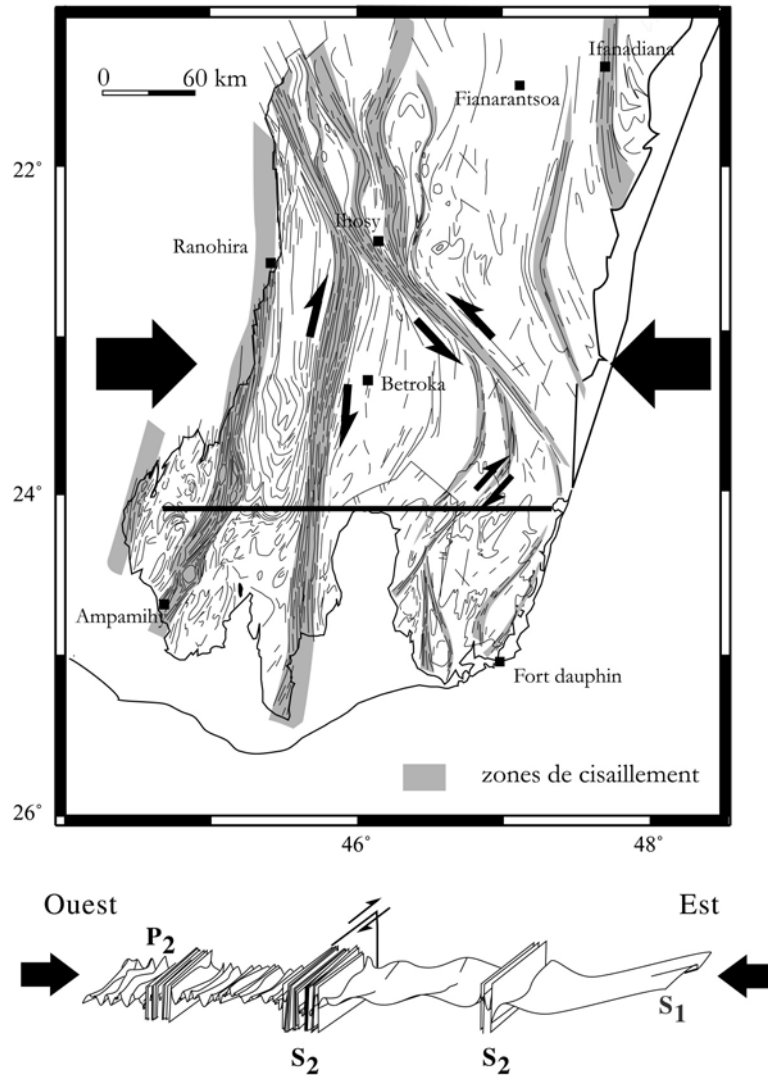 Ifanadiana
0 60 km
Fianarantsoa
22°
Ihosy
Ranohira
Betroka
24°
Ampamihy
Fort dauphin
zones de cisaillement
26°
46° 48°
Ouest Est
P2
S1
S2 S2